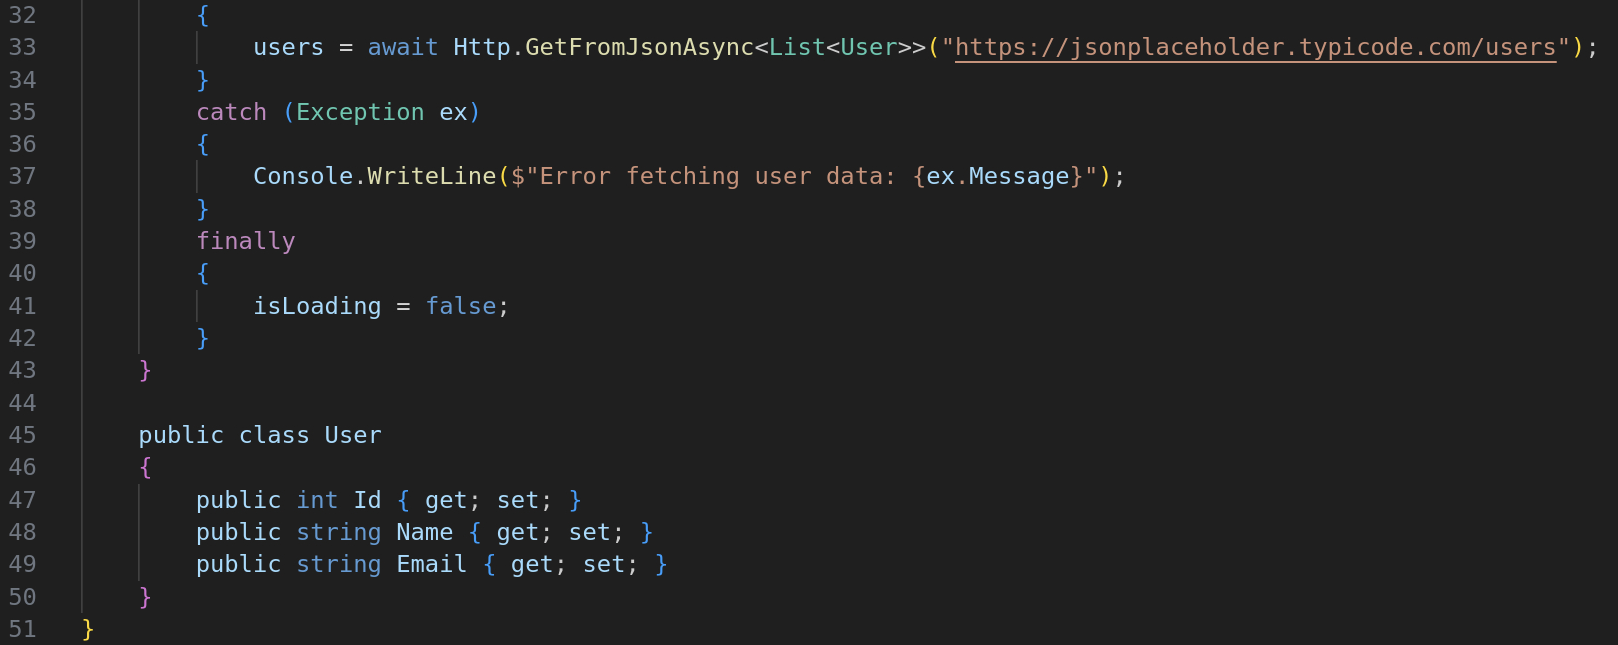 32 {
33 users = await Http.GetFromJsonAsync<List<User>>("https://jsonplaceholder.typicode.com/users");
34 }
35 catch (Exception ex)
36 {
37 Console.WriteLine($"Error fetching user data: {ex.Message}");
38 }
39 finally
40 {
41 isLoading = false;
42 }
43 }
44
45 public class User
46 {
47 public int Id { get; set; }
48 public string Name { get; set; }
49 public string Email { get; set; }
50 }
51 }